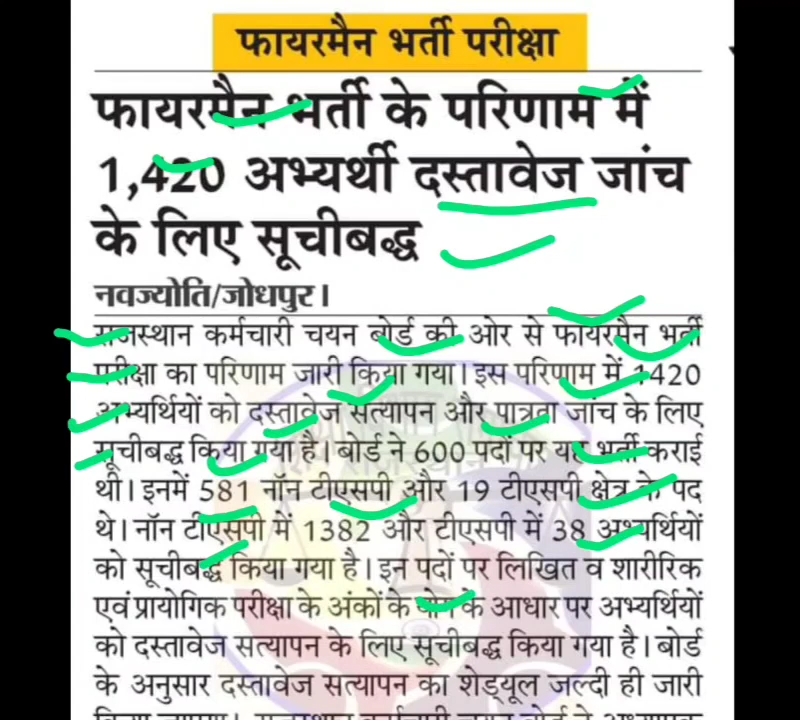 फायरमैन भर्ती परीक्षा
फायरमैन भर्ती के परिणाम में
1,420 अभ्यर्थी दस्तावेज जांच
के लिए सूचीबद्ध
नवज्योति/जोधपुर।
राजस्थान कर्मचारी चयन बोर्ड की ओर से फायरमैन भर्ती
परीक्षा का परिणाम जारी किया गया। इस परिणाम में 1420
अभ्यर्थियों को दस्तावेज सत्यापन और पात्रता जांच के लिए
सूचीबद्ध किया गया है। बोर्ड ने 600 पदों पर यह भर्ती कराई
थी। इनमें 581 नॉन टीएसपी और 19 टीएसपी क्षेत्र के पद
थे। नॉन टीएसपी में 1382 और टीएसपी में 38 अभ्यर्थियों
को सूचीबद्ध किया गया है। इन पदों पर लिखित व शारीरिक
एवं प्रायोगिक परीक्षा के अंकों के योग के आधार पर अभ्यर्थियों
को दस्तावेज सत्यापन के लिए सूचीबद्ध किया गया है। बोर्ड
के अनुसार दस्तावेज सत्यापन का शेड्यूल जल्दी ही जारी